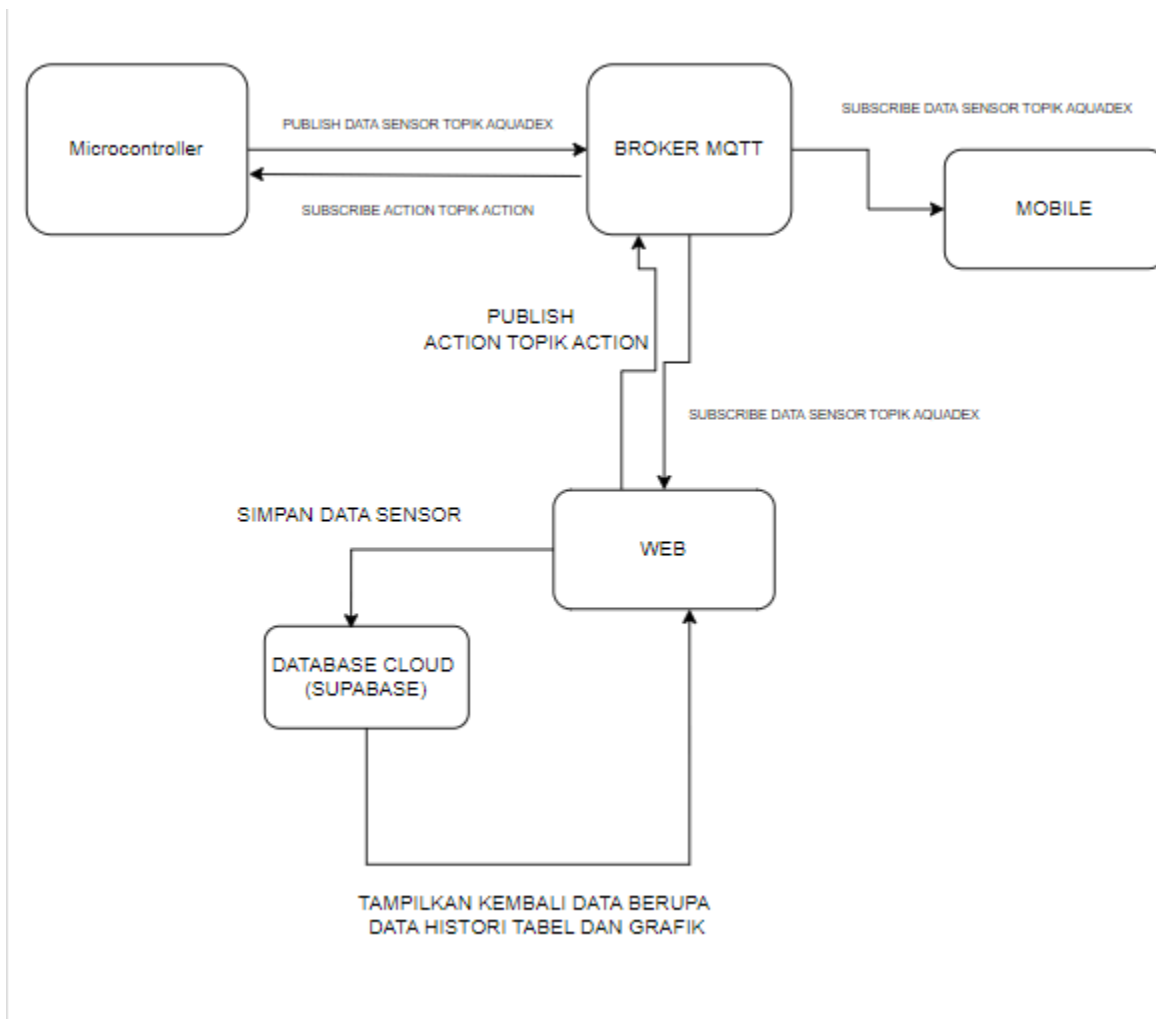 SUBSCRIBE DATA SENSOR TOPIK AQUADEX
PUBLISH DATA SENSOR TOPIK AQUADEX
Microcontroller
BROKER MQTT
SUBSCRIBE ACTION TOPIK ACTION
MOBILE
PUBLISH
ACTION TOPIK ACTION
SUBSCRIBE DATA SENSOR TOPIK AQUADEX
SIMPAN DATA SENSOR
WEB
DATABASE CLOUD
(SUPABASE)
TAMPILKAN KEMBALI DATA BERUPA
DATA HISTORI TABEL DAN GRAFIK